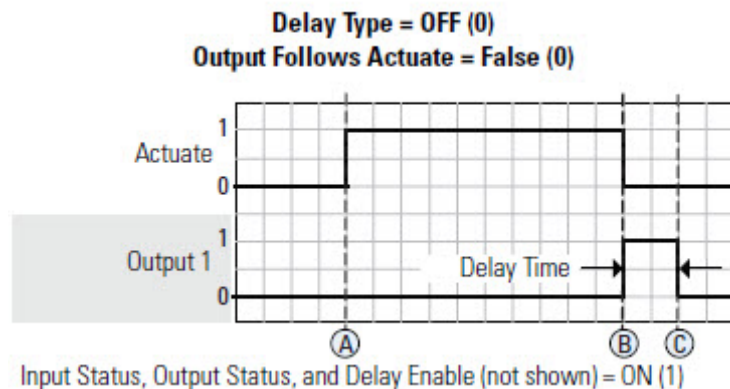 Delay Type = OFF (0)
Output Follows Actuate = False (0)
1
Actuate
0
1
Output 1
Delay Time
0
A B C
Input Status, Output Status, and Delay Enable (not shown) = ON (1)